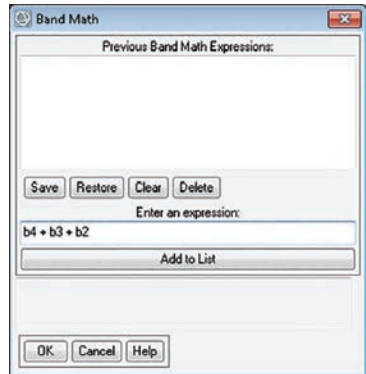 Band Math
Previous Band Math Expressions:
Save Restore Clear Delete
Enter an expression:
b4 + b3 + b2
Add to List
OK Cancel Help